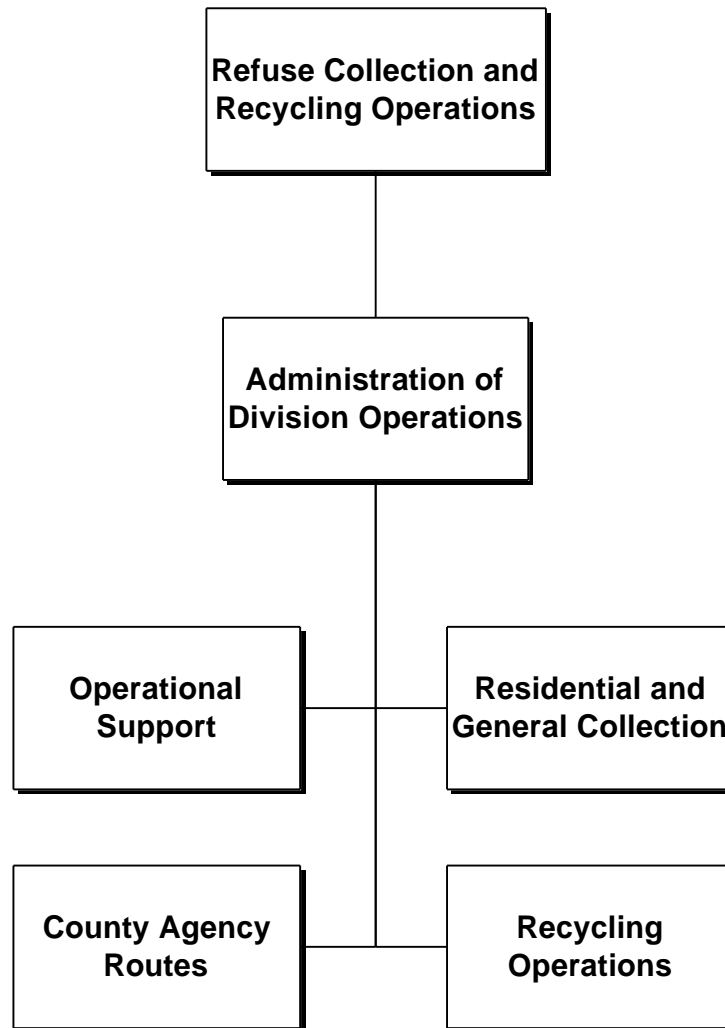 Refuse Collection and
Recycling Operations
Administration of
Division Operations
Operational
Support
Residential and
General Collection
County Agency
Routes
Recycling
Operations